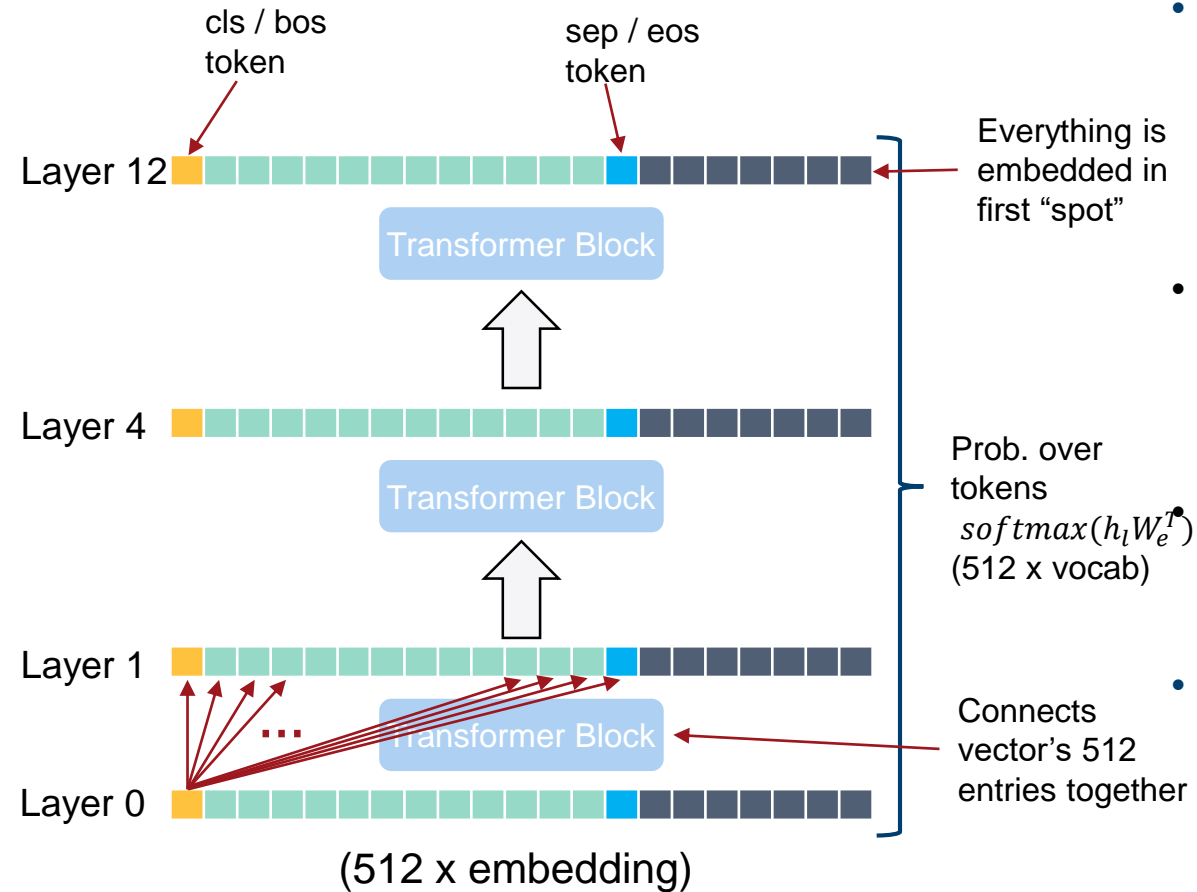 cls / bos
token
sep / eos
token
Layer 12
Everything is
embedded in
first “spot”
Transformer Block
Layer 4
Transformer Block
Prob. over
tokens
softmax(h_l W_e^T)
(512 x vocab)
Layer 1
...
Transformer Block
Connects
vector’s 512
entries together
Layer 0
(512 x embedding)